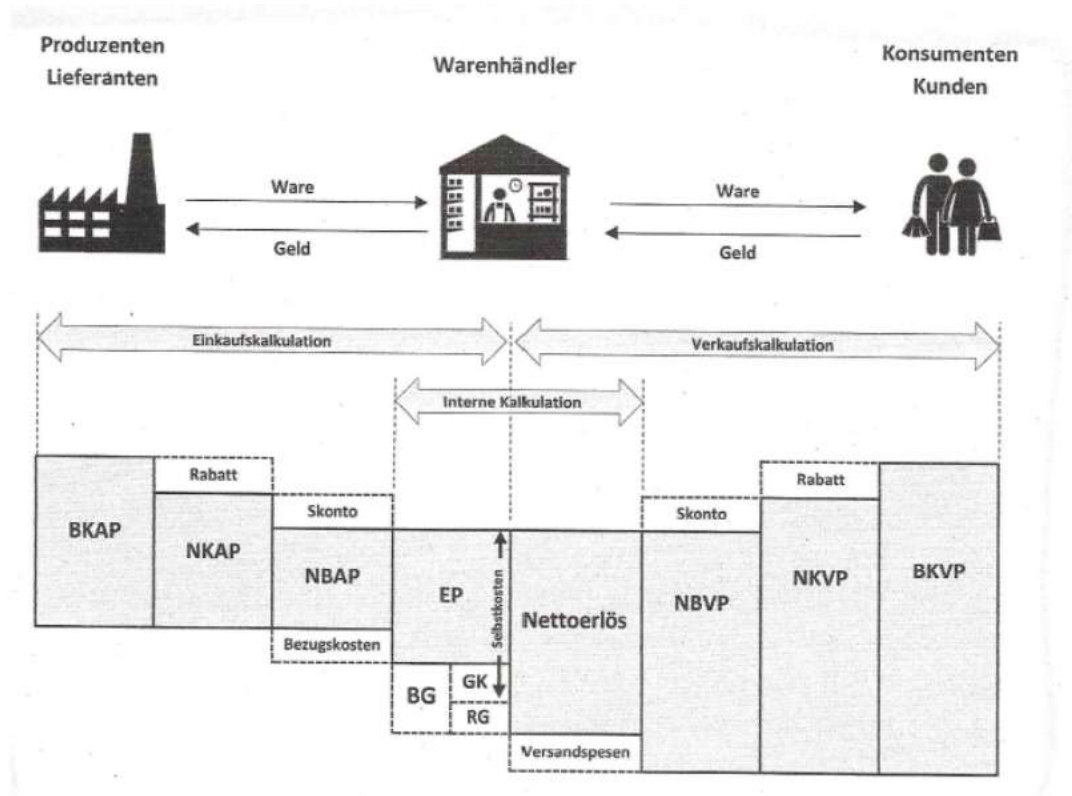 Produzenten
Lieferanten
Warenhändler
Konsumenten
Kunden
Ware
Geld
Ware
Geld
Einkaufskalkulation
Verkaufskalkulation
Interne Kalkulation
BKAP
Rabatt
NKAP
Skonto
NBAP
Bezugskosten
EP
Selbstkosten
BG
GK
RG
Nettoerlös
Versandspesen
Skonto
NBVP
Rabatt
NKVP
BKVP